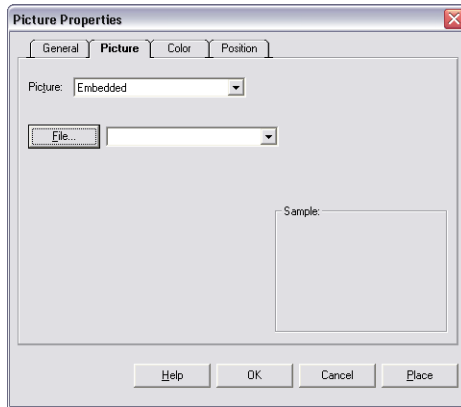 Picture Properties
General Picture Color Position
Picture: Embedded
File...
Sample:
Help OK Cancel Place